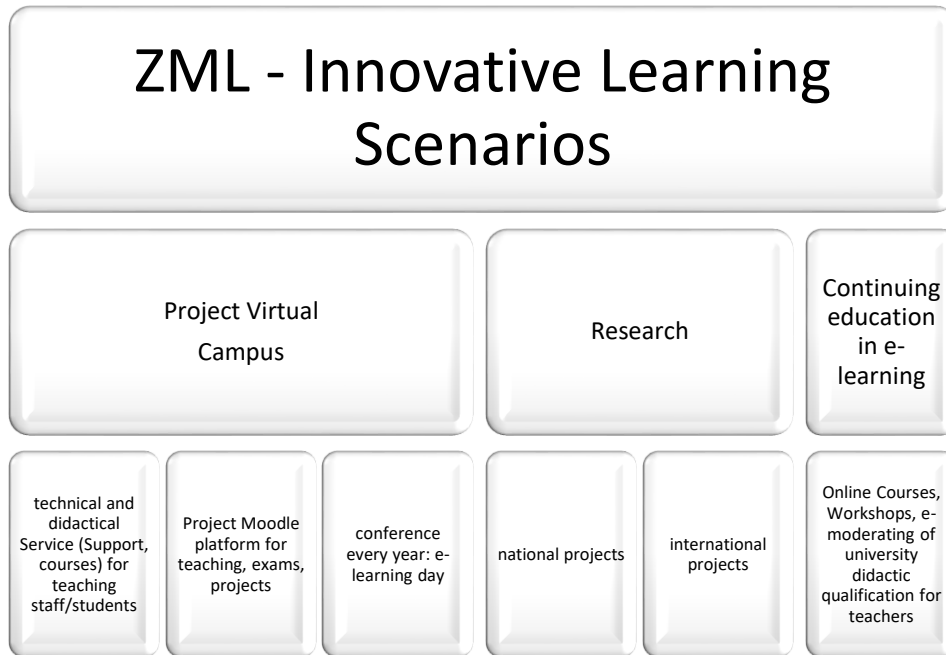 ZML - Innovative Learning
Scenarios
Project Virtual
Campus
Research
Continuing
education
in e-
learning
technical and
didactical
Service (Support,
courses) for
teaching
staff/students
Project Moodle
platform for
teaching, exams,
projects
conference
every year: e-
learning day
national projects
international
projects
Online Courses,
Workshops, e-
moderating of
university
didactic
qualification for
teachers